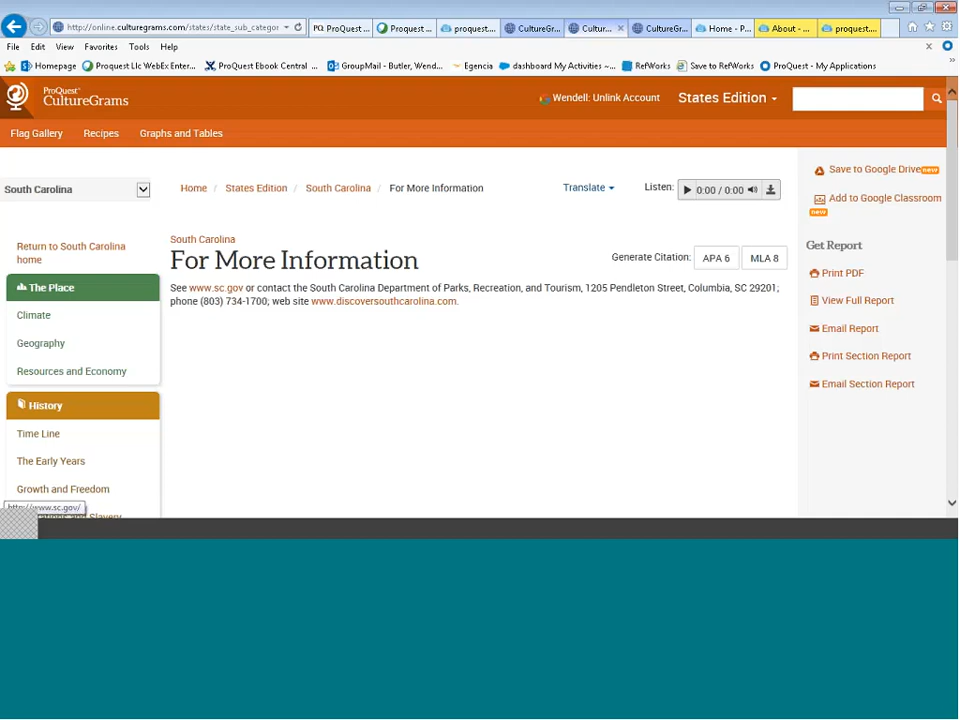 http://online.culturegrams.com/states/state_sub_categor
PQ ProQuest ...
Proquest ...
proquest....
CultureGr...
Cultur...
CultureGr...
Home - P...
About - ...
proquest....
File Edit View Favorites Tools Help
Homepage
Proquest Llc WebEx Enter...
ProQuest Ebook Central ...
GroupMail - Butler, Wend...
Egencia
dashboard My Activities ~...
RefWorks
Save to RefWorks
ProQuest - My Applications
ProQuest
CultureGrams
Wendell: Unlink Account
States Edition
Flag Gallery Recipes Graphs and Tables
South Carolina
Home / States Edition / South Carolina / For More Information
Translate
Listen:
0:00 / 0:00
Save to Google Drive new
Add to Google Classroom
new
Return to South Carolina
home
The Place
Climate
Geography
Resources and Economy
History
Time Line
The Early Years
Growth and Freedom
http://www.sc.gov/
and Slavery
South Carolina
For More Information
Generate Citation: APA 6 MLA 8
See www.sc.gov or contact the South Carolina Department of Parks, Recreation, and Tourism, 1205 Pendleton Street, Columbia, SC 29201;
phone (803) 734-1700; web site www.discoversouthcarolina.com.
Get Report
Print PDF
View Full Report
Email Report
Print Section Report
Email Section Report